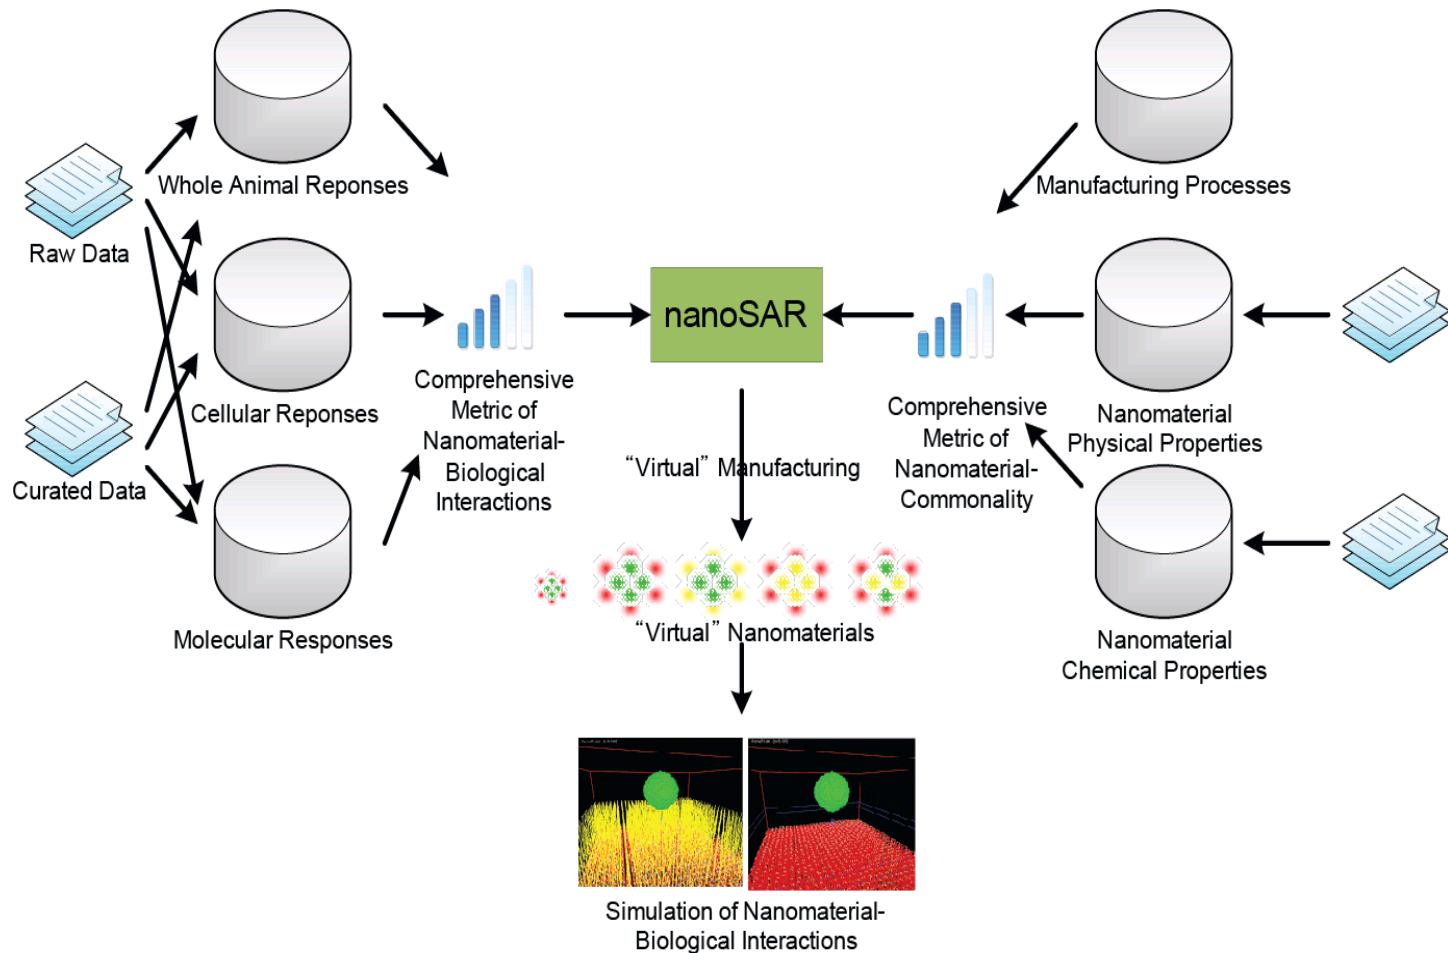 Whole Animal Reponses
Raw Data
Cellular Reponses
Curated Data
Molecular Responses
Comprehensive
Metric of
Nanomaterial-
Biological
Interactions
nanoSAR
“Virtual” Manufacturing
“Virtual” Nanomaterials
Simulation of Nanomaterial-
Biological Interactions
Comprehensive
Metric of
Nanomaterial-
Commonality
Manufacturing Processes
Nanomaterial
Physical Properties
Nanomaterial
Chemical Properties